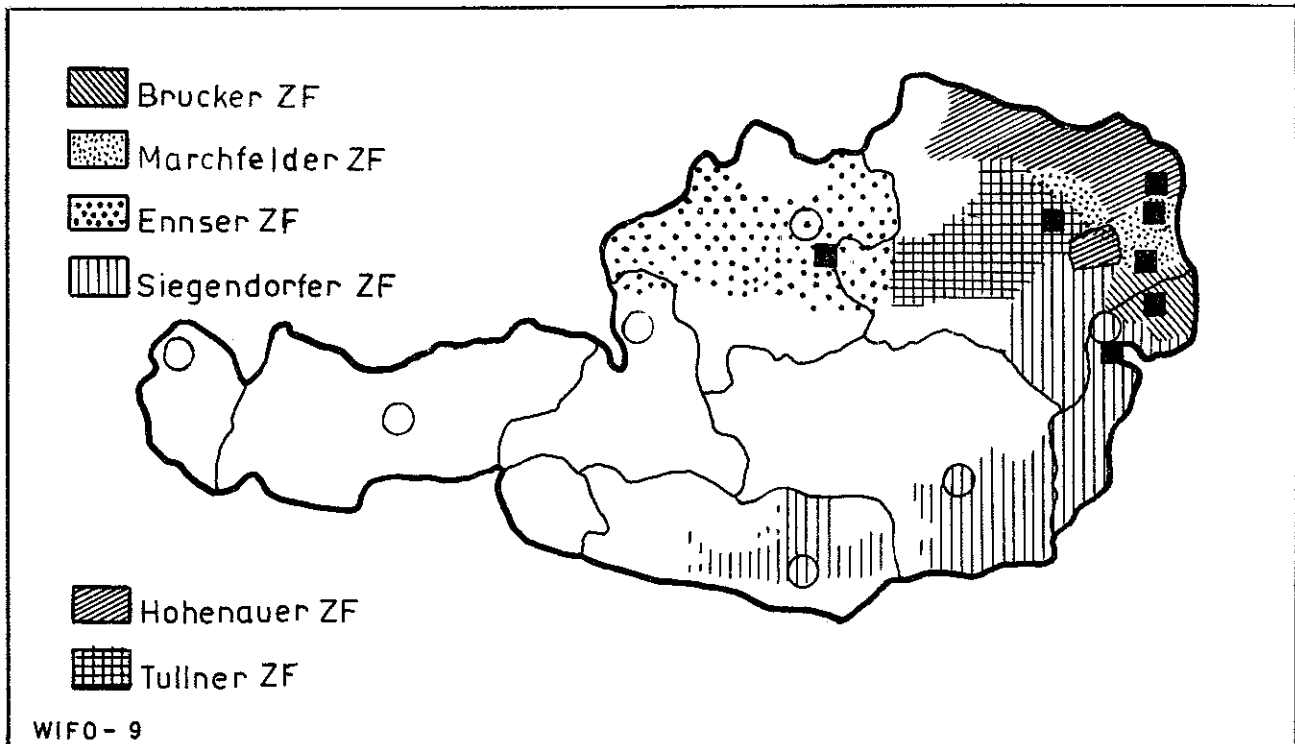 Brucker ZF
Marchfelder ZF
Ennser ZF
Siegendorfer ZF
Hohenauer ZF
Tullner ZF
WIFO - 9